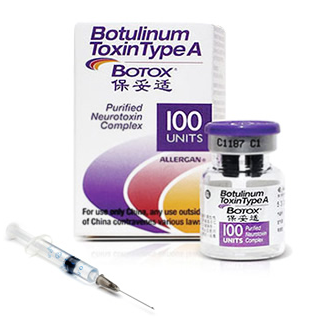 Botulinum
Toxin Type A
BOTOX®
保妥适
Purified
Neurotoxin
Complex
100
UNITS
ALLERGAN
For use only China, any use outside
of China contravenes various laws
C1187 C1
Botulinum
Toxin Type A
BOTOX
保妥适
100
UNITS
Purified
Neurotoxin
Complex